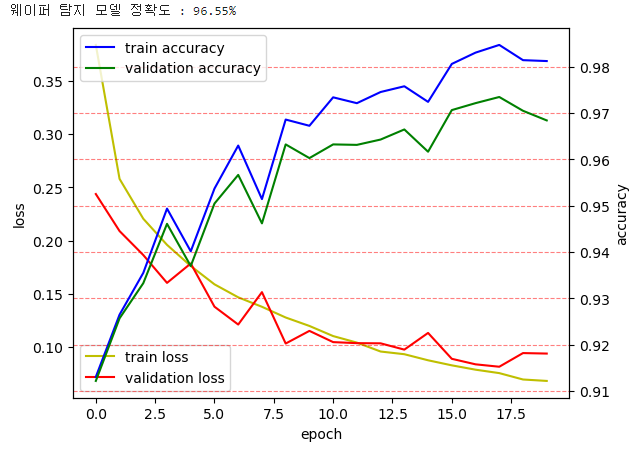 웨이퍼 탐지 모델 정확도 : 96.55%
train accuracy
validation accuracy
train loss
validation loss
loss
0.35
0.30
0.25
0.20
0.15
0.10
0.98
0.97
0.96
0.95
0.94
0.93
0.92
0.91
accuracy
0.0 2.5 5.0 7.5 10.0 12.5 15.0 17.5
epoch